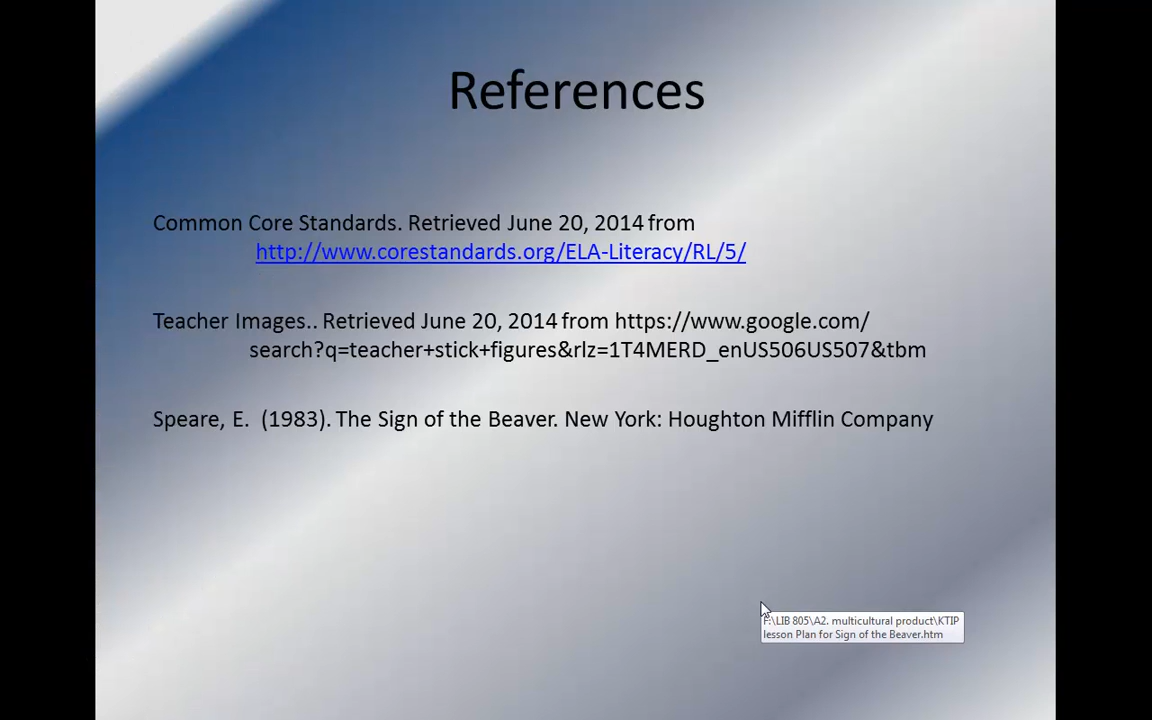 References
Common Core Standards. Retrieved June 20, 2014 from
http://www.corestandards.org/ELA-Literacy/RL/5/
Teacher Images.. Retrieved June 20, 2014 from https://www.google.com/
search?q=teacher+stick+figures&rlz=1T4MERD_enUS506US507&tbm
Speare, E.  (1983). The Sign of the Beaver. New York: Houghton Mifflin Company
F:\LIB 805\A2. multicultural product\KTIP
lesson Plan for Sign of the Beaver.htm